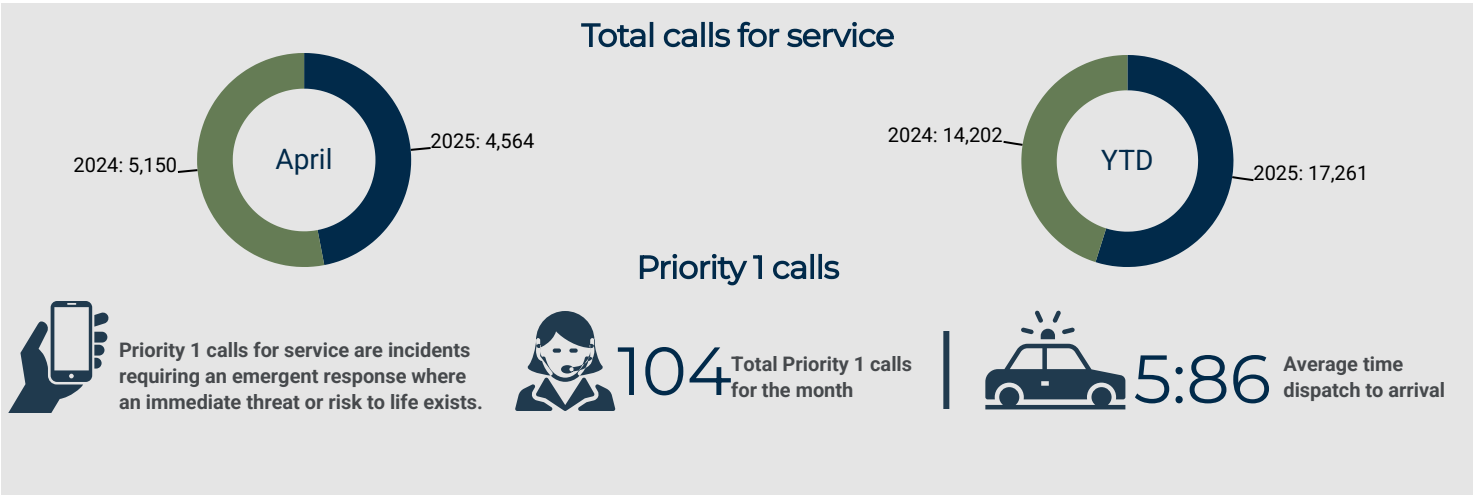 Total calls for service
2024: 5,150
April
2025: 4,564
2024: 14,202
YTD
2025: 17,261
Priority 1 calls
Priority 1 calls for service are incidents
requiring an emergent response where
an immediate threat or risk to life exists.
104
Total Priority 1 calls
for the month
5:86
Average time
dispatch to arrival